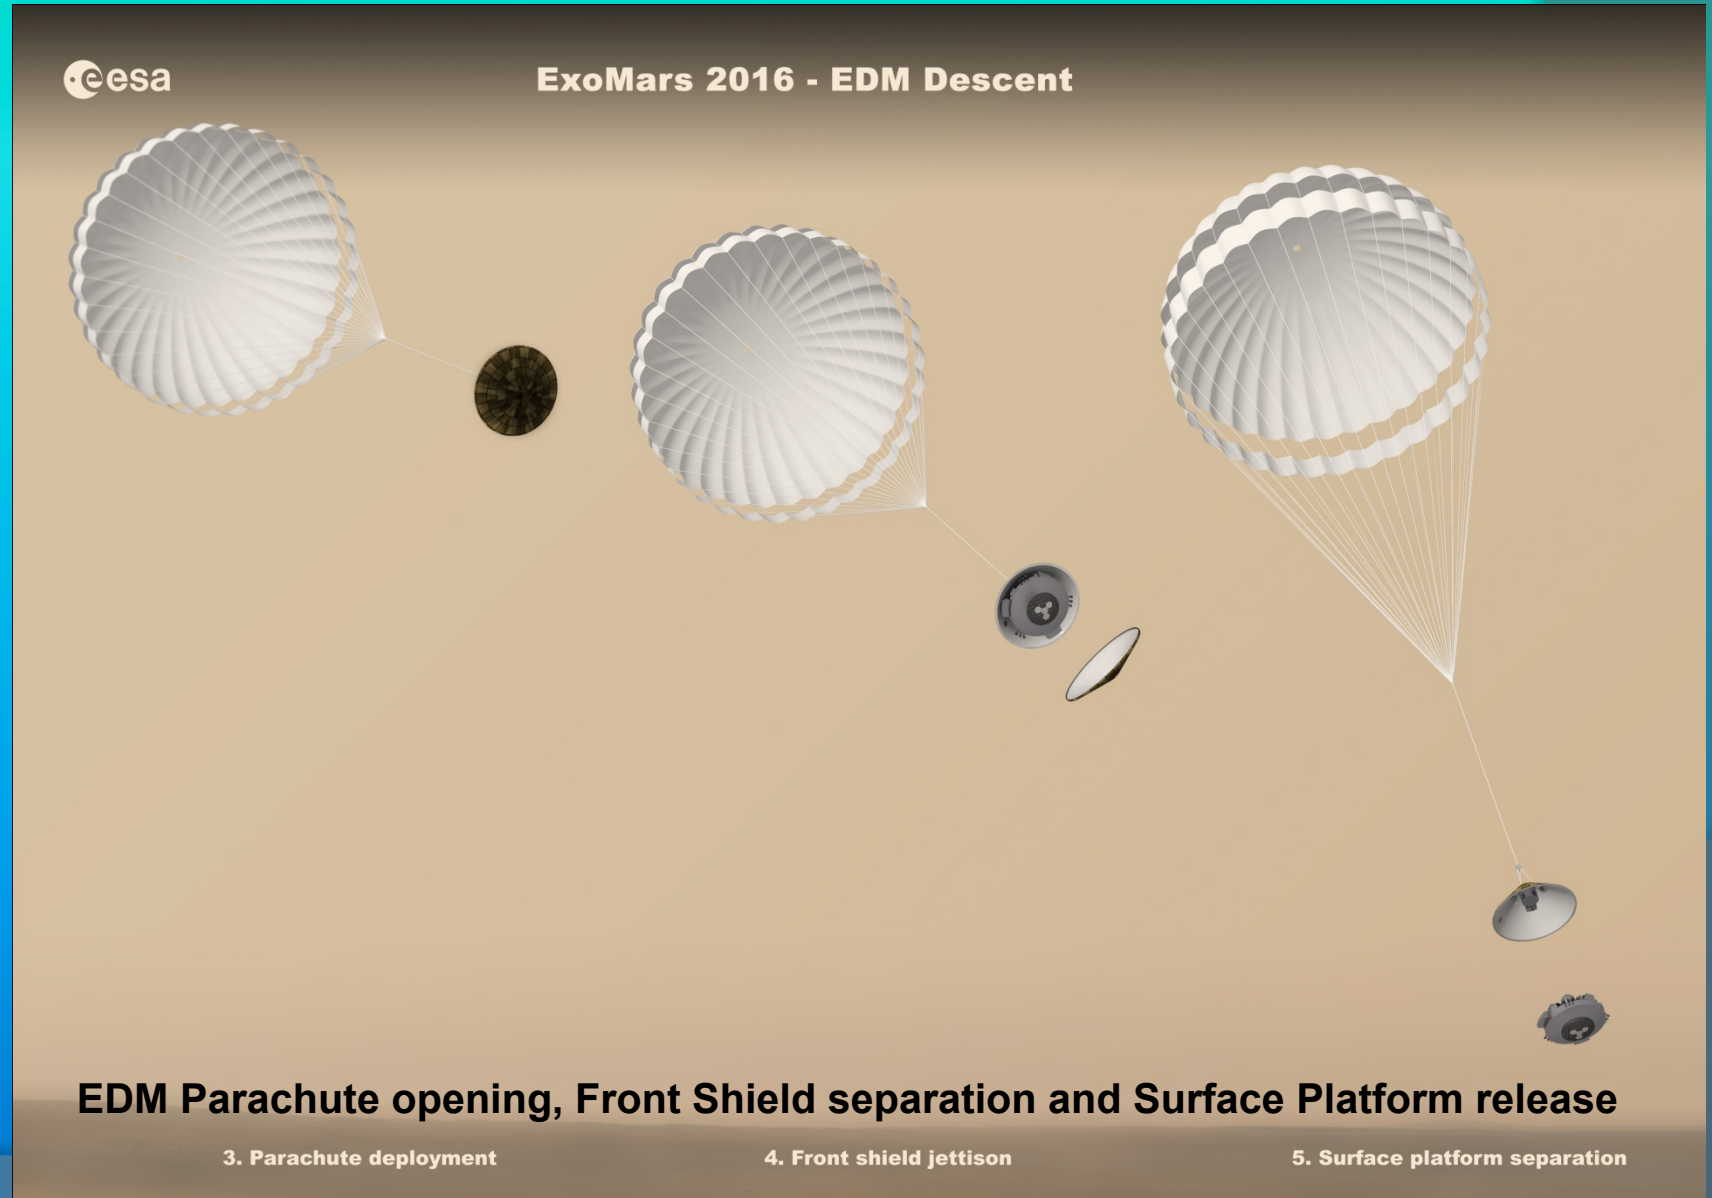 esa
ExoMars 2016 - EDM Descent
EDM Parachute opening, Front Shield separation and Surface Platform release
3. Parachute deployment
4. Front shield jettison
5. Surface platform separation